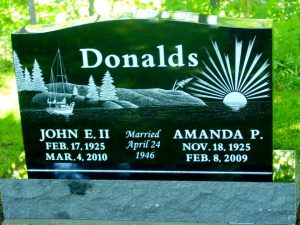 Donalds
JOHN E. II
FEB. 17, 1925
MAR. 4, 2010
Married
April 24
1946
AMANDA P.
NOV. 18, 1925
FEB. 8, 2009